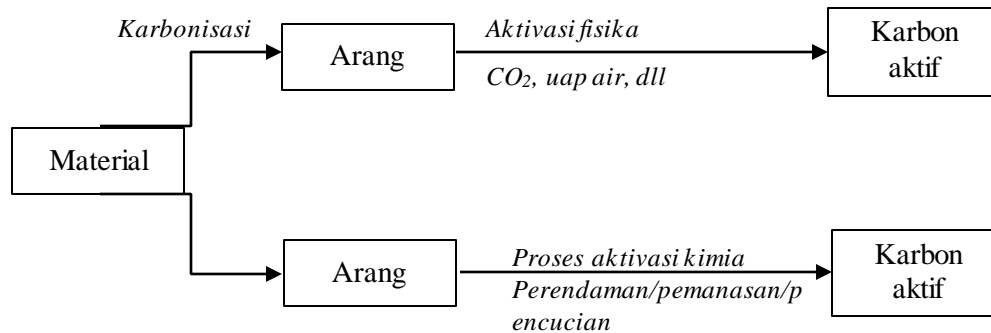 Karbonisasi
Arang
Aktivasi fisika
CO₂, uap air, dll
Karbon
aktif
Material
Arang
Proses aktivasi kimia
Perendaman/pemanasan/p
encucian
Karbon
aktif